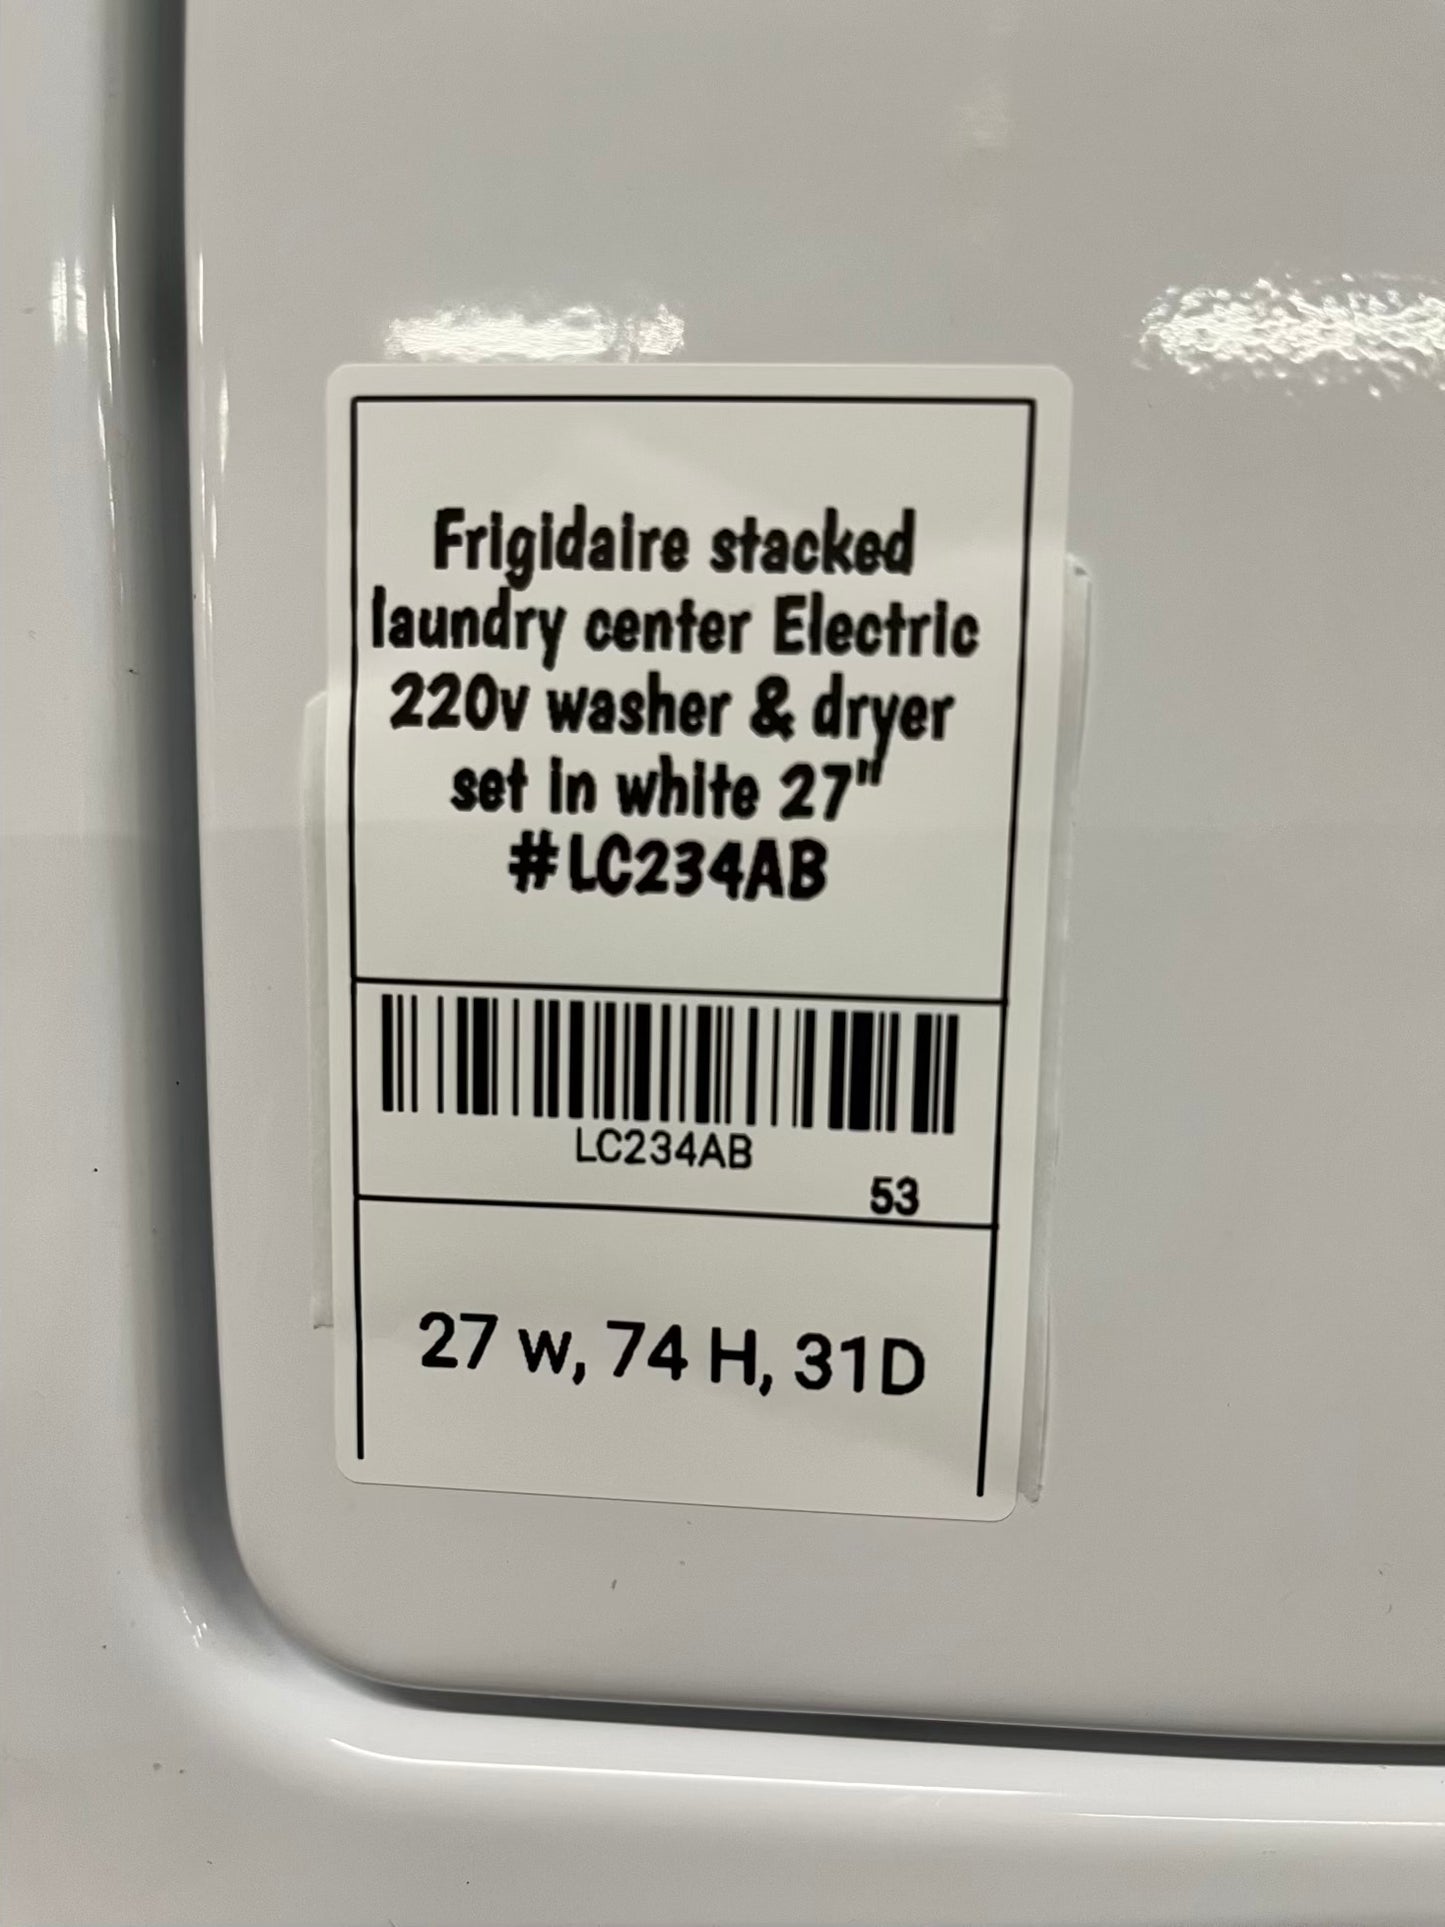 Frigidaire stacked
laundry center Electric
220v washer & dryer
set in white 27"
#LC234AB
LC234AB
53
27 w, 74 H, 31D